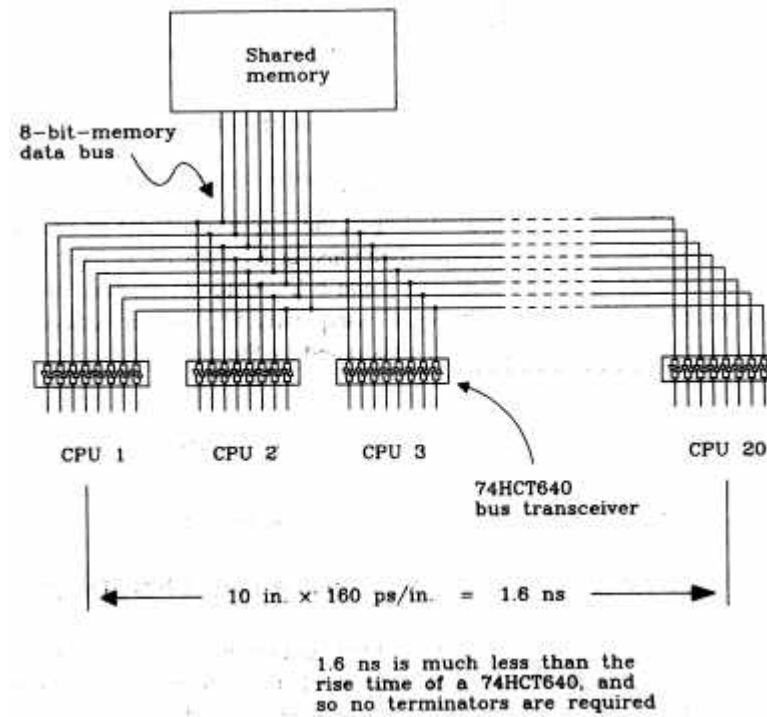 Shared
memory
8-bit-memory
data bus
CPU 1
CPU 2
CPU 3
CPU 20
74HCT640
bus transceiver
10 in. × 160 ps/in. = 1.6 ns
1.6 ns is much less than the
rise time of a 74HCT640, and
so no terminators are required